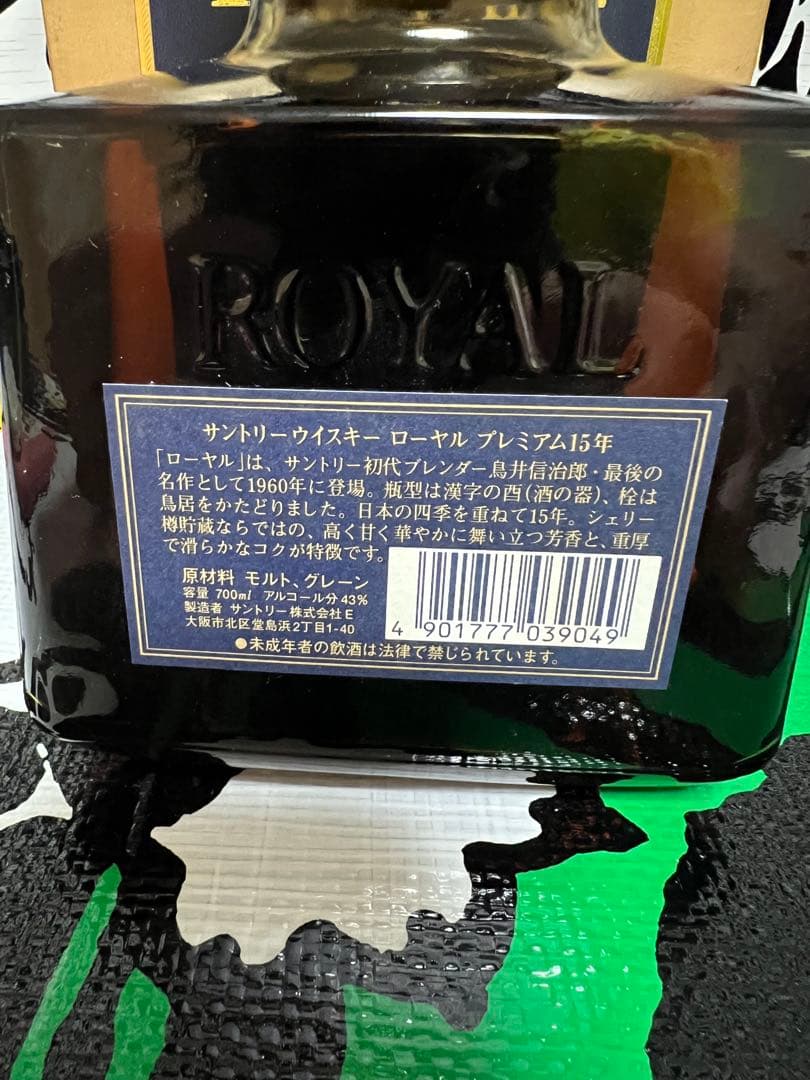 ROYAL
サントリーウイスキー ローヤル プレミアム15年
「ローヤル」は、サントリー初代ブレンダー鳥井信治郎・最後の
名作として1960年に登場。瓶型は漢字の酉(酒の器)、栓は
鳥居をかたどりました。日本の四季を重ねて15年。シェリー
樽貯蔵ならではの、高く甘く華やかに舞い立つ芳香と、重厚
で滑らかなコクが特徴です。
原材料 モルト、グレーン
容量 700ml アルコール分43%
製造者 サントリー株式会社E
大阪市北区堂島浜2丁目1-40
4 901777 039049
●未成年者の飲酒は法律で禁じられています。